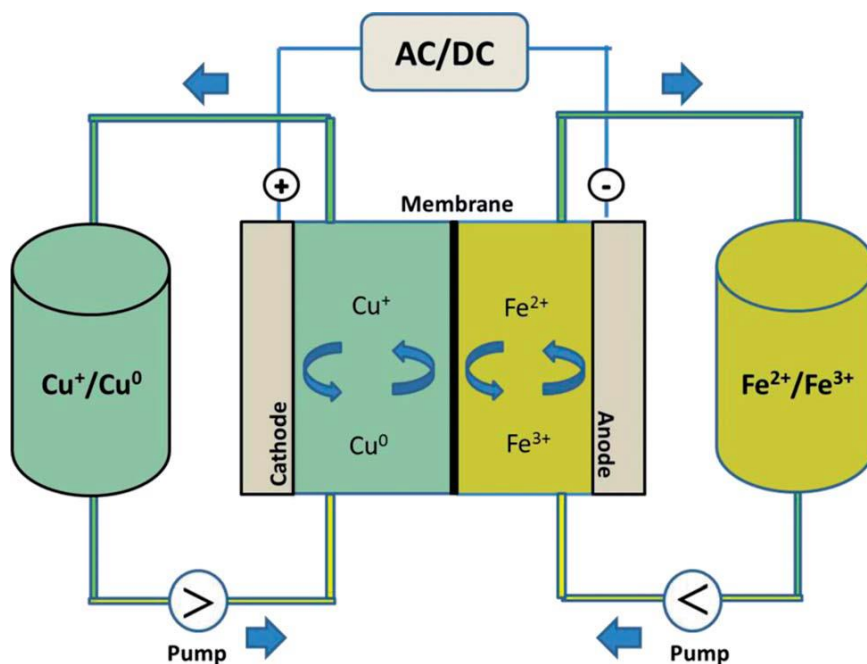 AC/DC
+
-
Membrane
Cu⁺
Fe²⁺
Cu⁺/Cu⁰
Cathode
Cu⁰
Fe³⁺
Anode
Fe²⁺/Fe³⁺
>
<
Pump
Pump